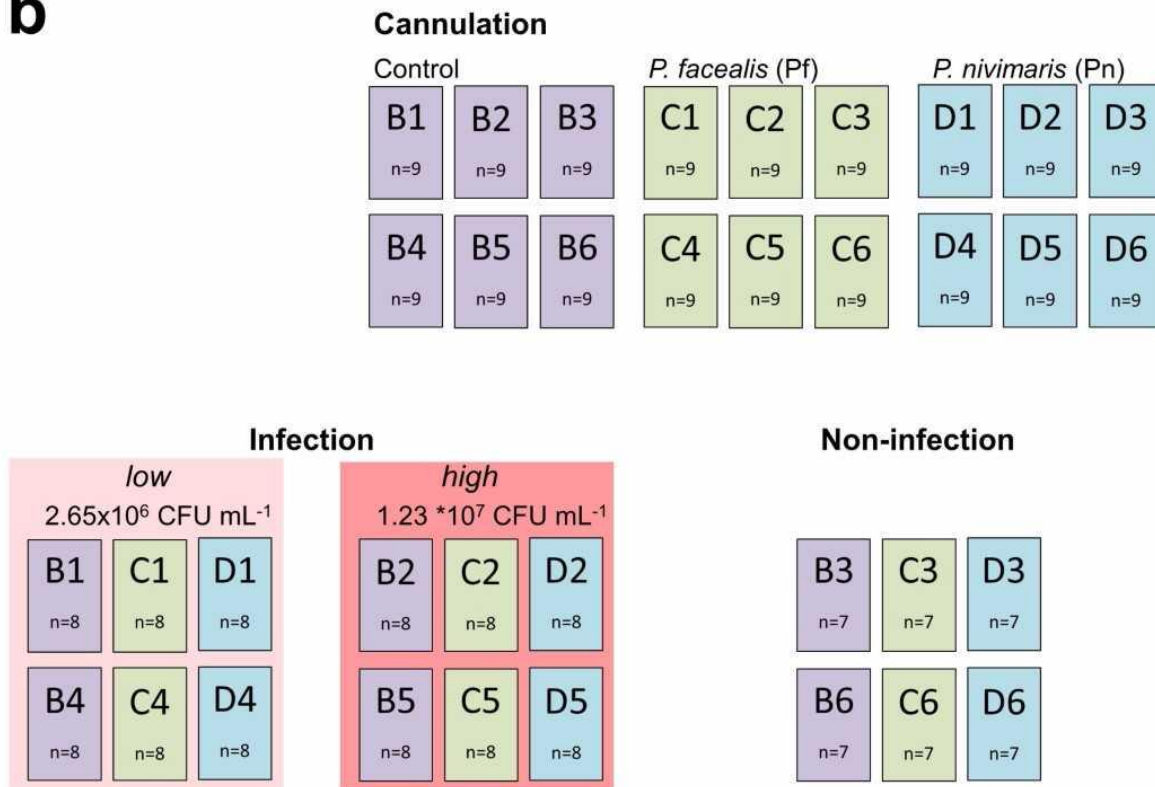 b
Cannulation
Control P. facealis (Pf) P. nivimaris (Pn)
B1 B2 B3 C1 C2 C3 D1 D2 D3
n=9 n=9 n=9 n=9 n=9 n=9 n=9 n=9 n=9
B4 B5 B6 C4 C5 C6 D4 D5 D6
n=9 n=9 n=9 n=9 n=9 n=9 n=9 n=9 n=9
Infection Non-infection
low high
2.65x10⁶ CFU mL⁻¹ 1.23 *10⁷ CFU mL⁻¹
B1 C1 D1 B2 C2 D2 B3 C3 D3
n=8 n=8 n=8 n=8 n=8 n=8 n=7 n=7 n=7
B4 C4 D4 B5 C5 D5 B6 C6 D6
n=8 n=8 n=8 n=8 n=8 n=8 n=7 n=7 n=7